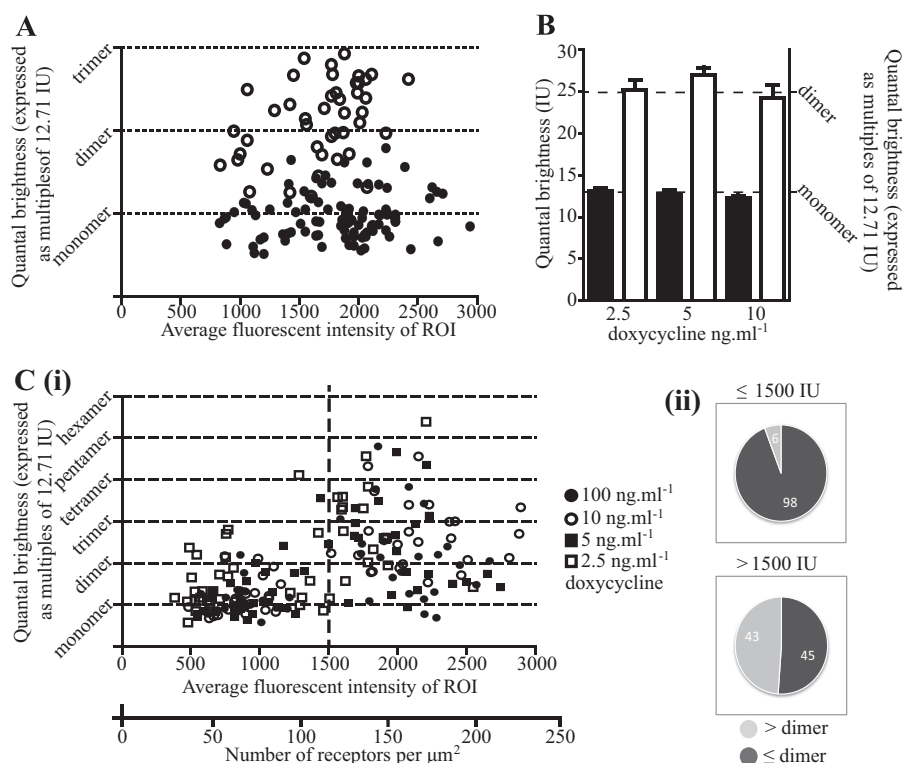 A
Quantal brightness (expressed
as multiples of 12.71 IU)
trimer
dimer
monomer
0 500 1000 1500 2000 2500 3000
Average fluorescent intensity of ROI
B
Quantal brightness (IU)
30
25
20
15
10
5
0
2.5 5 10
doxycycline ng.ml-1
dimer
monomer
Quantal brightness (expressed
as multiples of 12.71 IU)
C (i)
Quantal brightness (expressed
as multiples of 12.71 IU)
hexamer
pentamer
tetramer
trimer
dimer
monomer
0 500 1000 1500 2000 2500 3000
Average fluorescent intensity of ROI
0 50 100 150 200 250
Number of receptors per μm2
100 ng.ml-1
10 ng.ml-1
5 ng.ml-1
2.5 ng.ml-1
doxycycline
(ii)
≤ 1500 IU
6
98
>1500 IU
43
45
> dimer
≤ dimer